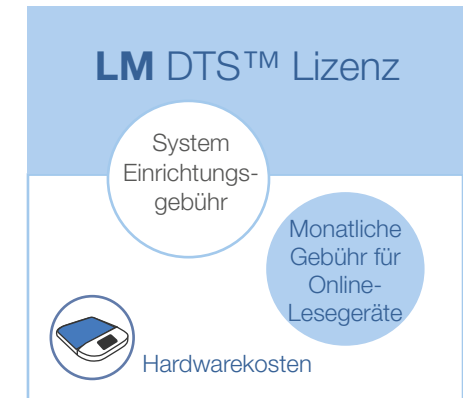 LM DTS™ Lizenz
System
Einrichtungs-
gebühr
Monatliche
Gebühr für
Online-
Lesegeräte
Hardwarekosten